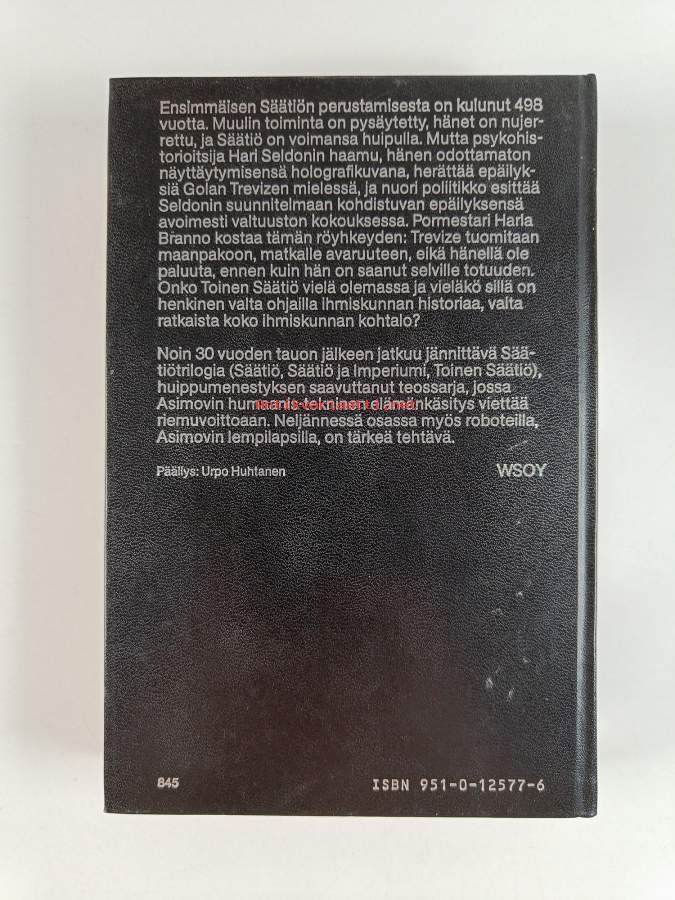 Ensimmäisen Säätiön perustamisesta on kulunut 498
vuotta. Muulin toiminta on pysäytetty, hänet on nujer-
rettu, ja Säätiö on voimansa huipulla. Mutta psykohis-
torioitsija Hari Seldonin haamu, hänen odottamaton
näyttäytymisensä holografikuvana, herättää epäilyk-
siä Golan Trevizen mielessä, ja nuori poliitikko esittää
Seldonin suunnitelmaan kohdistuvan epäilyksensä
avoimesti valtuuston kokouksessa. Pormestari Harla
Branno kostaa tämän röyhkeyden: Trevize tuomitaan
maanpakoon, matkalle avaruuteen, eikä hänellä ole
paluuta, ennen kuin hän on saanut selville totuuden.
Onko Toinen Säätiö vielä olemassa ja vieläkö sillä on
henkinen valta ohjailla ihmiskunnan historiaa, valta
ratkaista koko ihmiskunnan kohtalo?
Noin 30 vuoden tauon jälkeen jatkuu jännittävä Sää-
tiötrilogia (Säätiö, Säätiö ja Imperiumi, Toinen Säätiö),
huippumenestyksen saavuttanut teossarja, jossa
Asimovin elämänkäsitys viettää
riemuvoittoaan. Neljännessä osassa myös roboteilla,
Asimovin lempilapsilla, on tärkeä tehtävä.
Päällys: Urpo Huhtanen WSOY
845 ISBN 951-0-12577-6